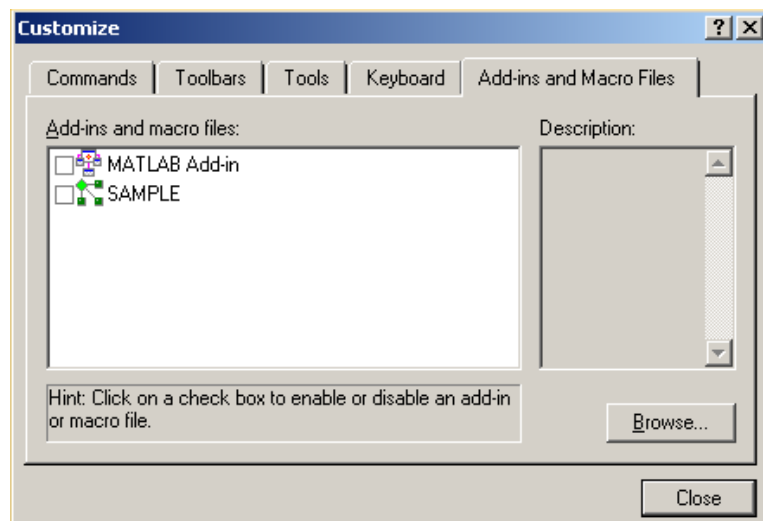 Customize
Commands
Toolbars
Tools
Keyboard
Add-ins and Macro Files
Add-ins and macro files:
Description:
MATLAB Add-in
SAMPLE
Hint: Click on a check box to enable or disable an add-in
or macro file.
Browse...
Close